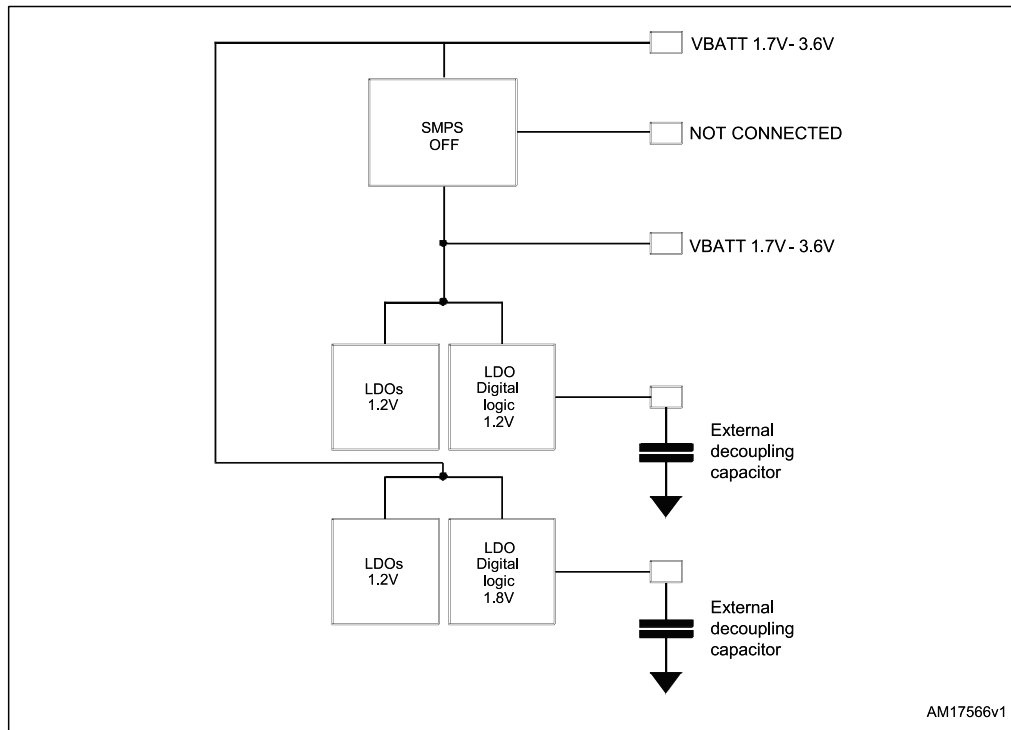 VBATT 1.7V- 3.6V
SMPS
OFF
NOT CONNECTED
VBATT 1.7V - 3.6V
LDOs
1.2V
LDO
Digital
logic
1.2V
External
decoupling
capacitor
LDOs
1.2V
LDO
Digital
logic
1.8V
External
decoupling
capacitor
AM17566v1